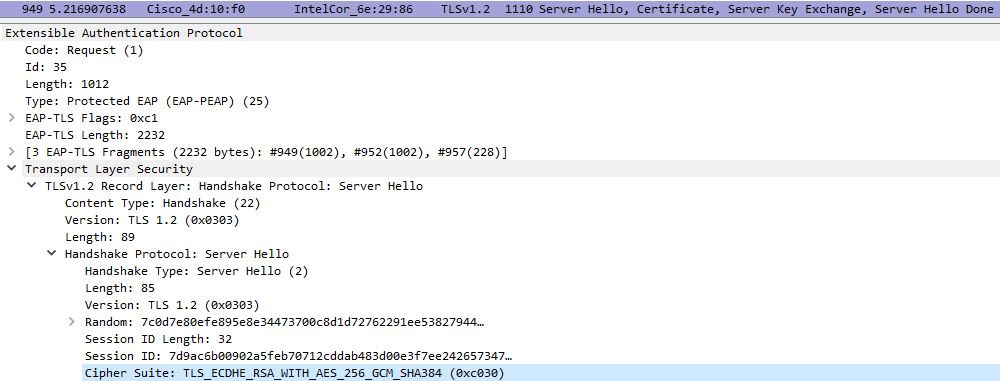 949 5.216907638 Cisco_4d:10:f0 IntelCor_6e:29:86 TLSv1.2 1110 Server Hello, Certificate, Server Key Exchange, Server Hello Done
Extensible Authentication Protocol
Code: Request (1)
Id: 35
Length: 1012
Type: Protected EAP (EAP-PEAP) (25)
EAP-TLS Flags: 0xc1
EAP-TLS Length: 2232
[3 EAP-TLS Fragments (2232 bytes): #949(1002), #952(1002), #957(228)]
Transport Layer Security
TLSv1.2 Record Layer: Handshake Protocol: Server Hello
Content Type: Handshake (22)
Version: TLS 1.2 (0x0303)
Length: 89
Handshake Protocol: Server Hello
Handshake Type: Server Hello (2)
Length: 85
Version: TLS 1.2 (0x0303)
Random: 7c0d7e80efe895e8e34473700c8d1d72762291ee53827944…
Session ID Length: 32
Session ID: 7d9ac6b00902a5feb70712cddab483d00e3f7ee242657347…
Cipher Suite: TLS_ECDHE_RSA_WITH_AES_256_GCM_SHA384 (0xc030)